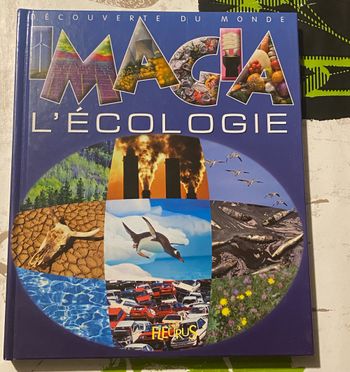 DÉCOUVERTE DU MONDE
IMAGIA
L'ÉCOLOGIE
FLEURUS